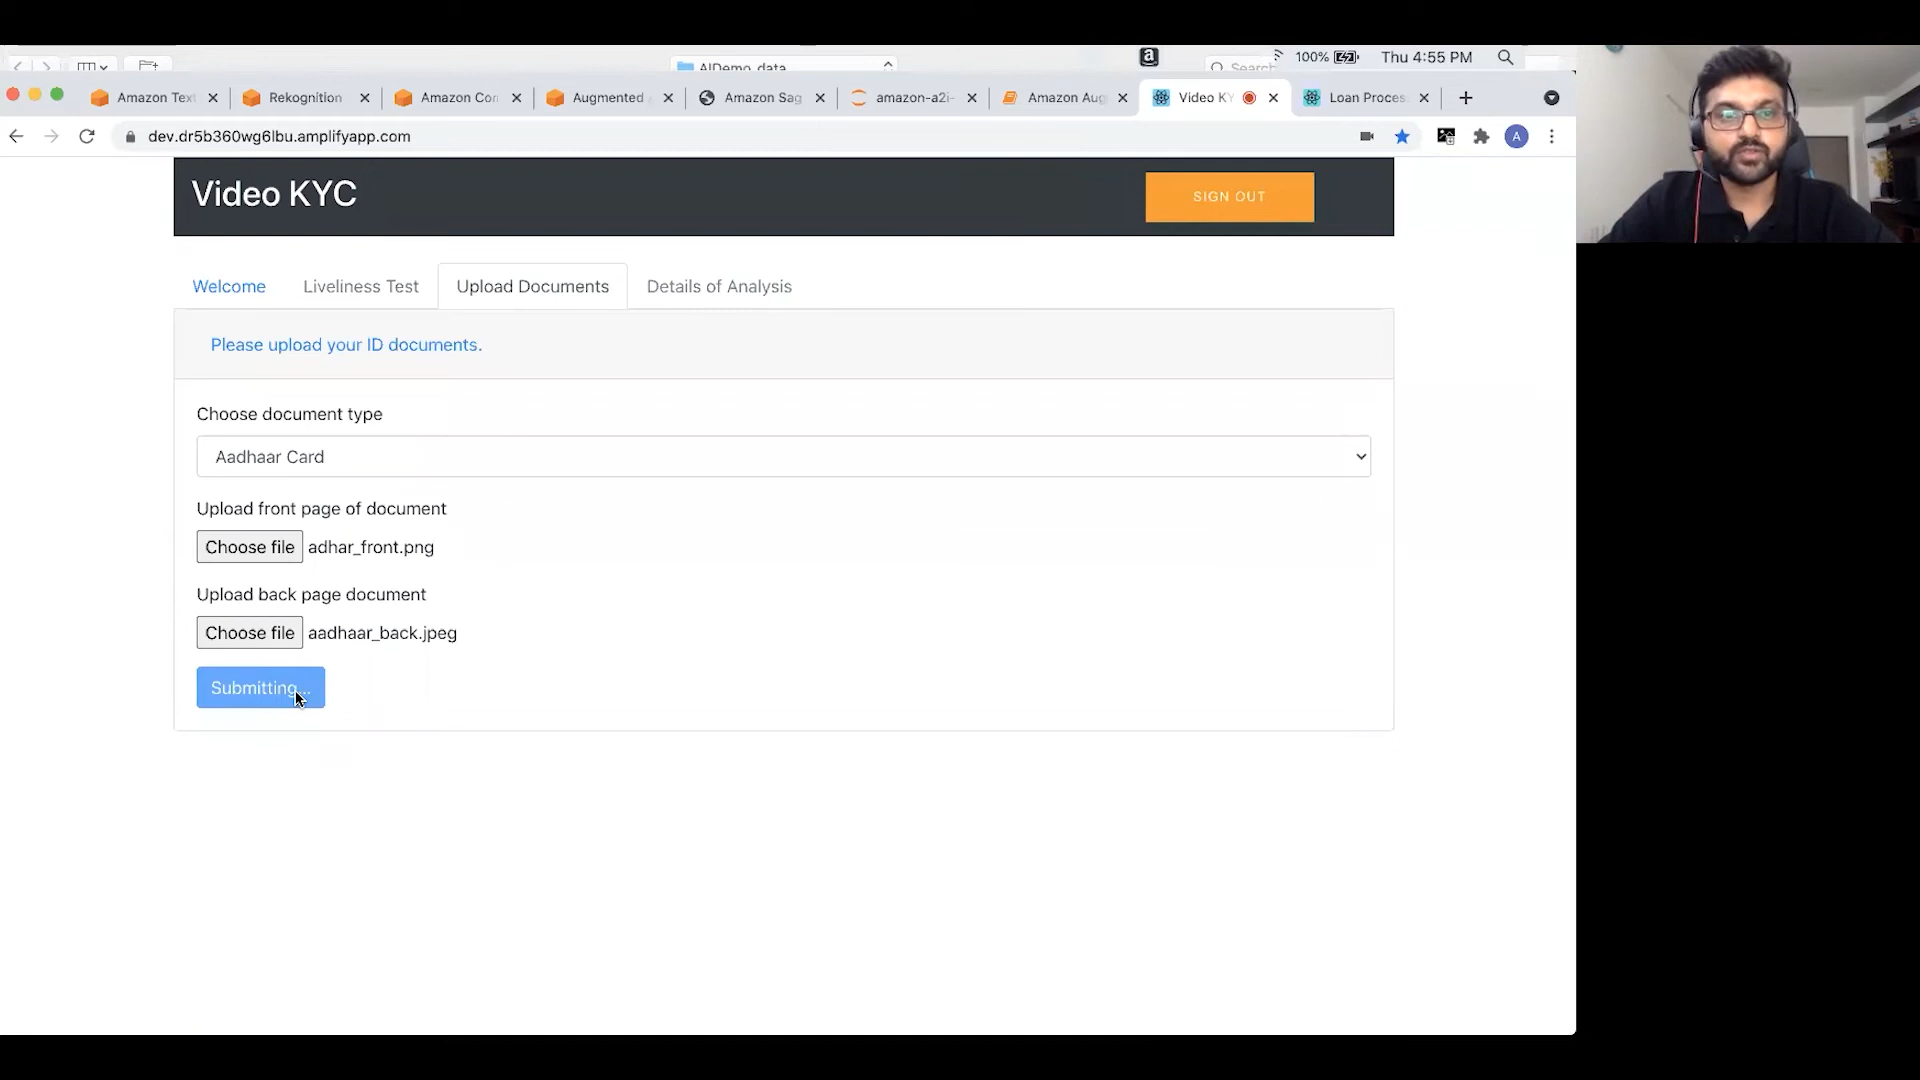 AIDemo_data
Search
100%
Thu 4:55 PM
Amazon Text
Rekognition
Amazon Con
Augmented
Amazon Sag
amazon-a2i-
Amazon Aug
Video KY
Loan Proces
dev.dr5b360wg6lbu.amplifyapp.com
A
Video KYC
SIGN OUT
Welcome
Liveliness Test
Upload Documents
Details of Analysis
Please upload your ID documents.
Choose document type
Aadhaar Card
Upload front page of document
Choose file adhar_front.png
Upload back page document
Choose file aadhaar_back.jpeg
Submitting...